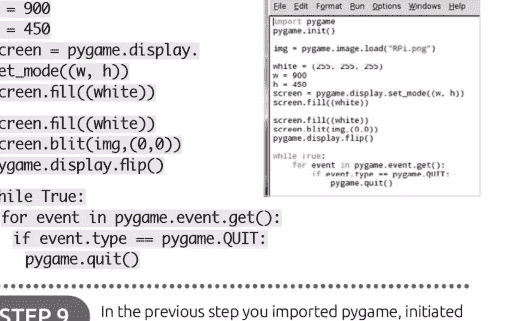 = 900
= 450
creen = pygame.display.
et_mode((w, h))
creen.fill((white))
creen.fill((white))
creen.blit(img,(0,0))
ygame.display.flip()
hile True:
for event in pygame.event.get():
if event.type == pygame.QUIT:
pygame.quit()
File Edit Format Run Options Windows Help
import pygame
pygame.init()
img = pygame.image.load("RPi.png")
white = (255, 255, 255)
w = 900
h = 450
screen = pygame.display.set_mode((w, h))
screen.fill((white))
screen.fill((white))
screen.blit(img,(0,0))
pygame.display.flip()
while True:
for event in pygame.event.get():
if event.type == pygame.QUIT:
pygame.quit()
STEP 9
In the previous step you imported pygame, initiated